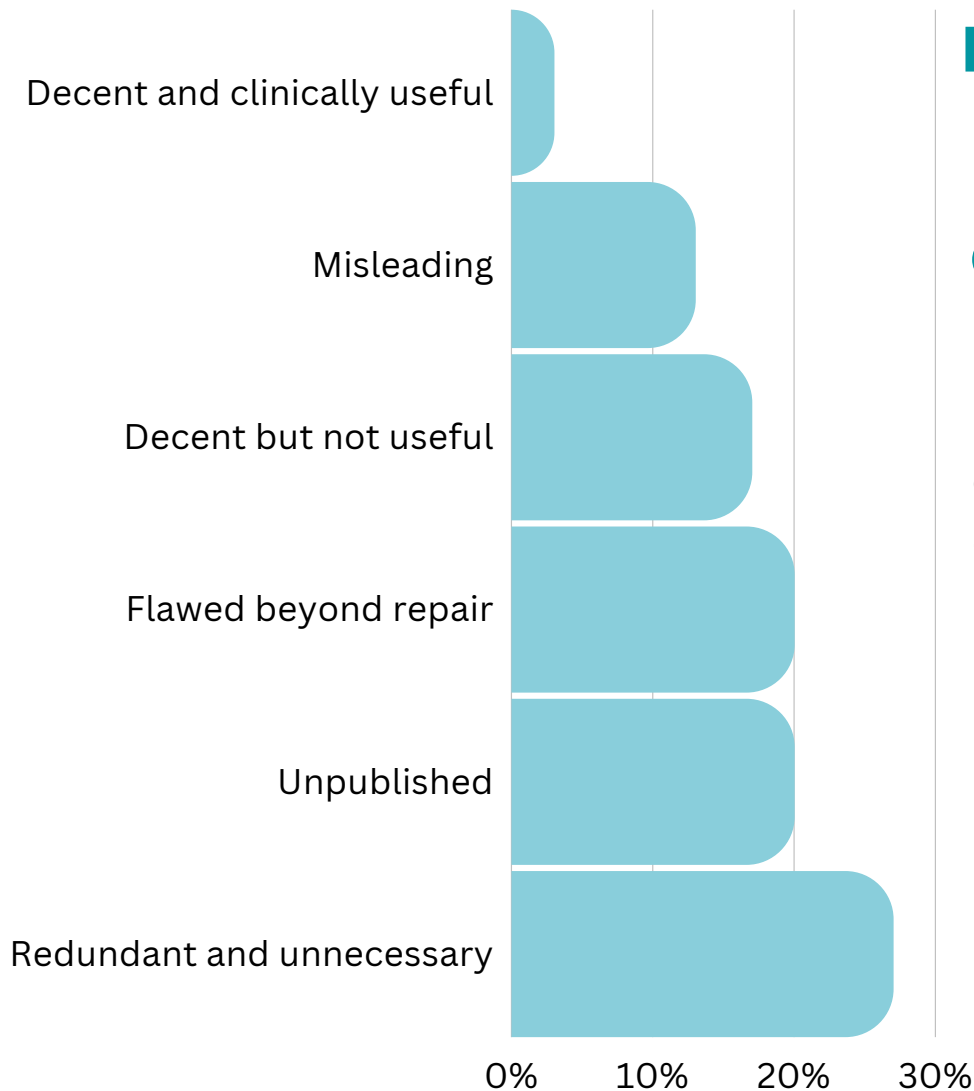 Decent and clinically useful
Misleading
Decent but not useful
Flawed beyond repair
Unpublished
Redundant and unnecessary
0% 10% 20% 30%